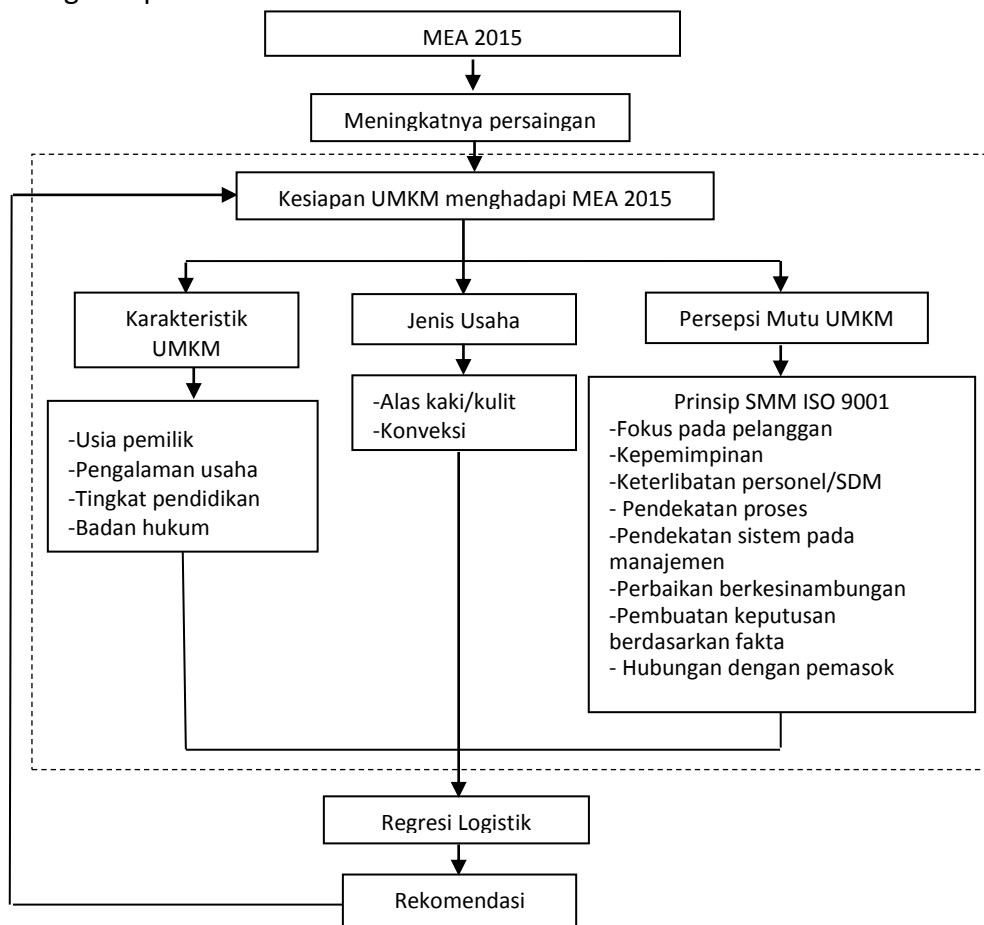 MEA 2015
Meningkatnya persaingan
Kesiapan UMKM menghadapi MEA 2015
Karakteristik
UMKM
Jenis Usaha
Persepsi Mutu UMKM
-Usia pemilik
-Pengalaman usaha
-Tingkat pendidikan
-Badan hukum
-Alas kaki/kulit
-Konveksi
Prinsip SMM ISO 9001
-Fokus pada pelanggan
-Kepemimpinan
-Keterlibatan personel/SDM
- Pendekatan proses
-Pendekatan sistem pada
manajemen
-Perbaikan berkesinambungan
-Pembuatan keputusan
berdasarkan fakta
- Hubungan dengan pemasok
Regresi Logistik
Rekomendasi